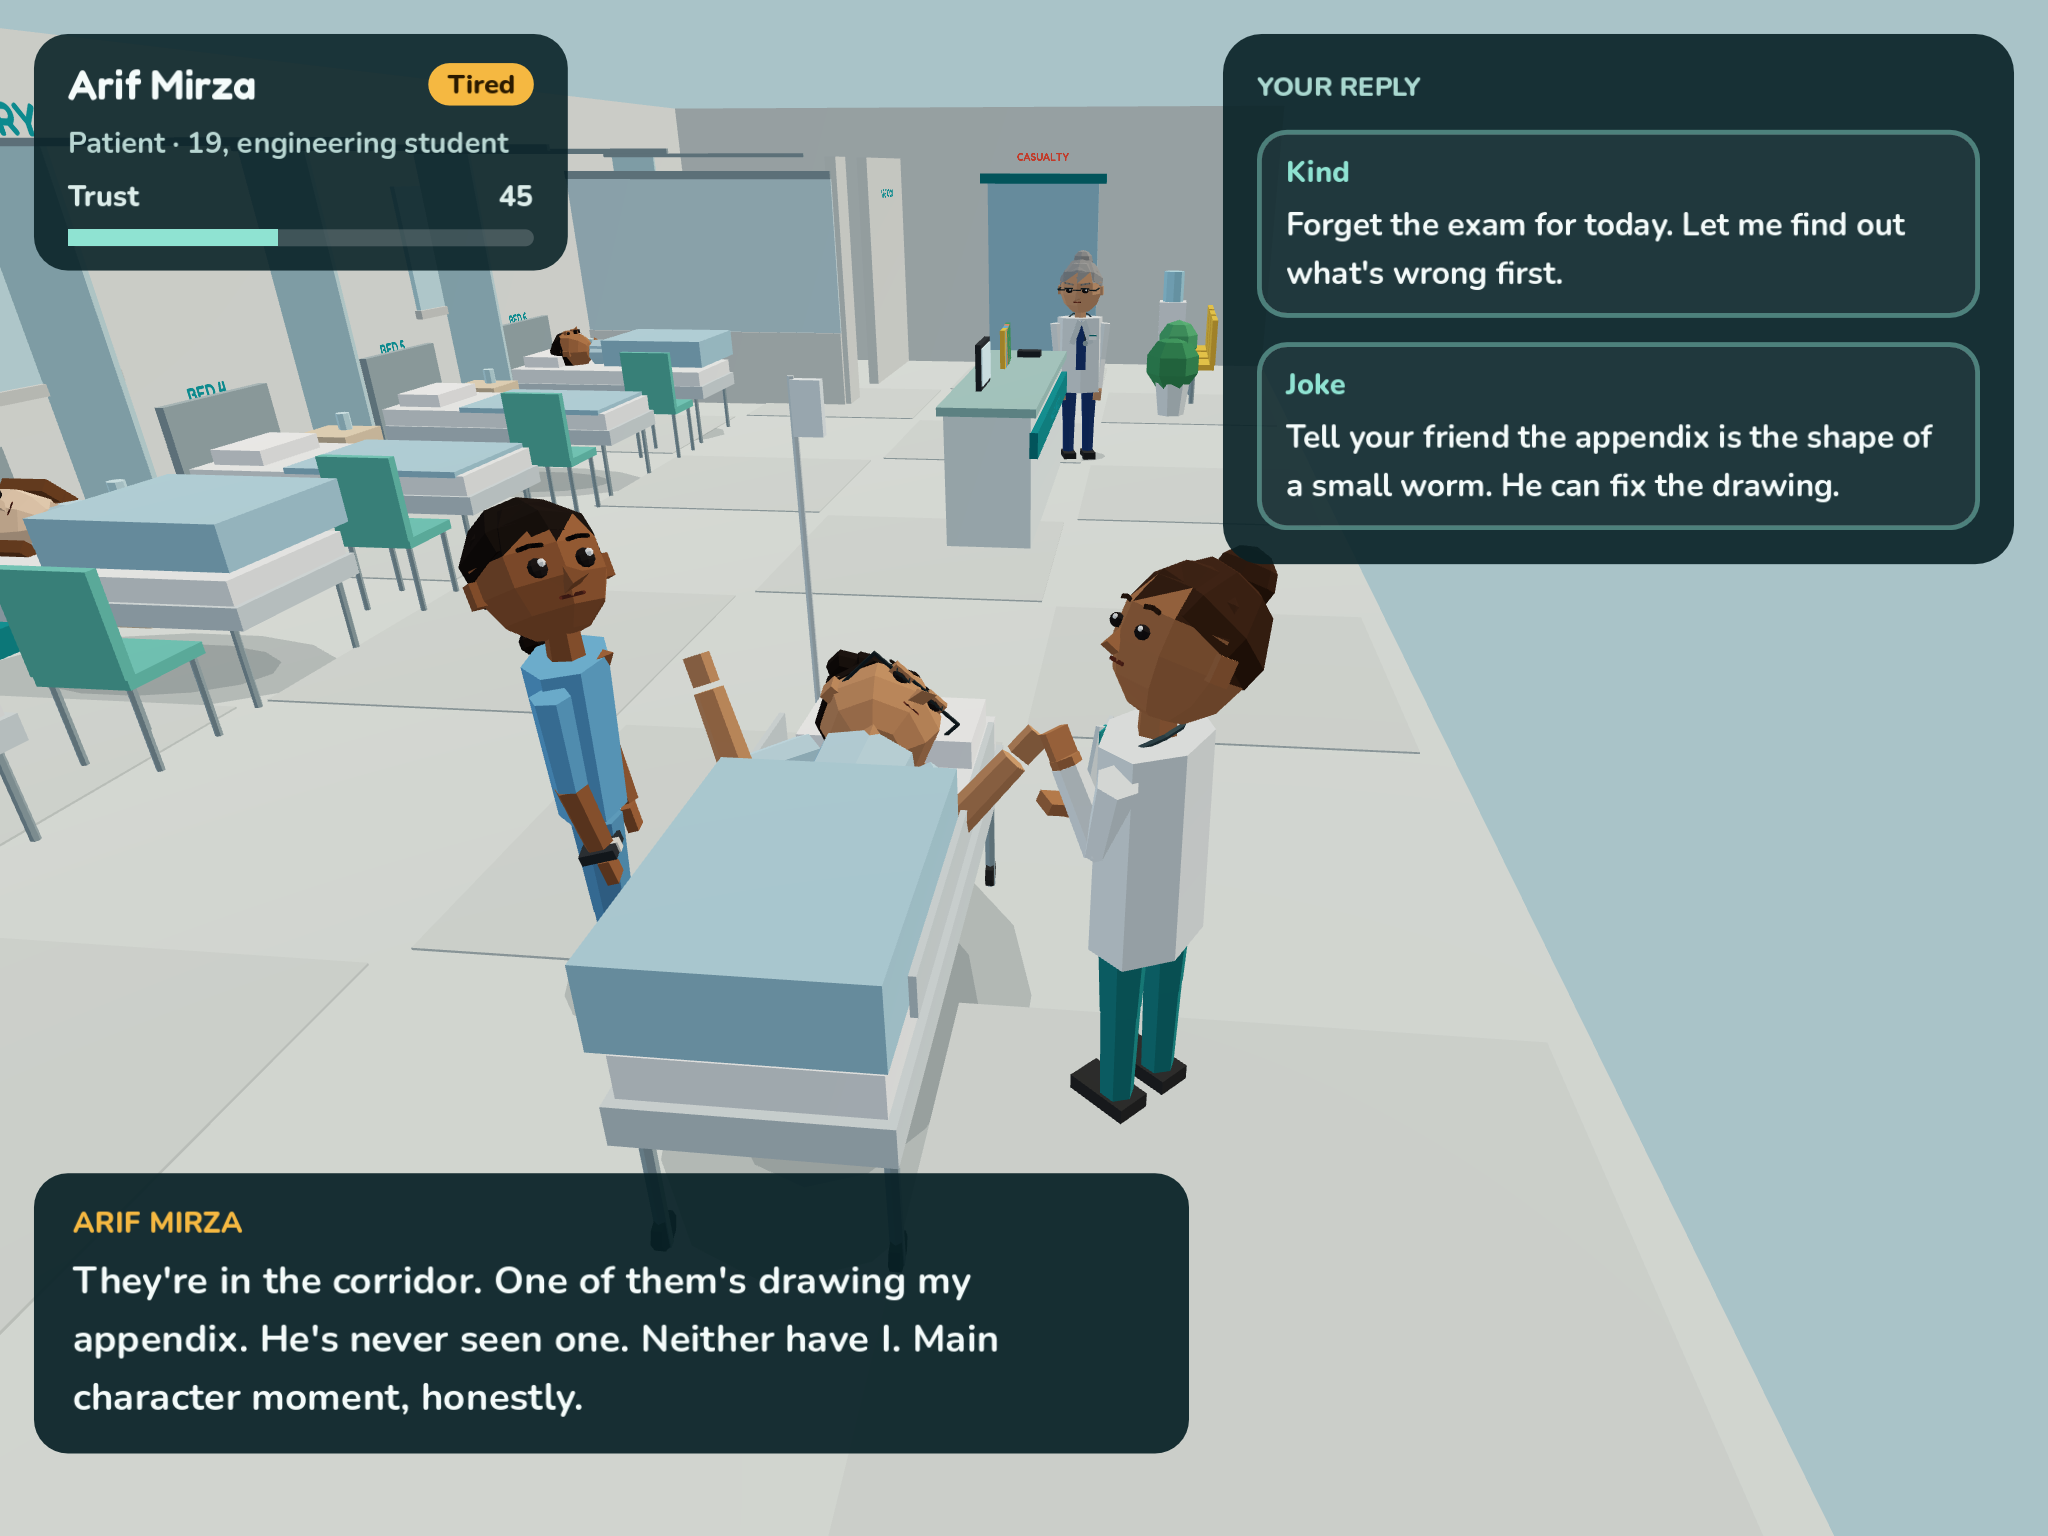 Arif Mirza
Tired
Patient · 19, engineering student
Trust
45
YOUR REPLY
Kind
Forget the exam for today. Let me find out
what's wrong first.
Joke
Tell your friend the appendix is the shape of
a small worm. He can fix the drawing.
CASUALTY
RY
BED 6
BED 5
BED 4
ARIF MIRZA
They're in the corridor. One of them's drawing my
appendix. He's never seen one. Neither have I. Main
character moment, honestly.